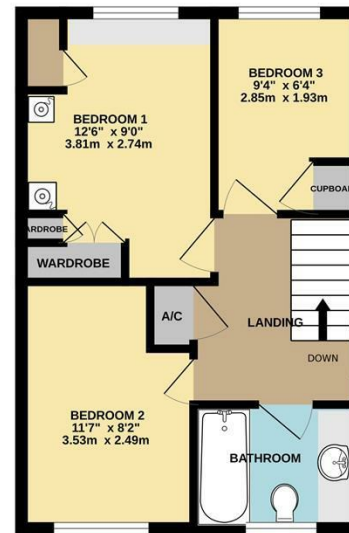 BEDROOM 3
9'4" x 6'4"
2.85m x 1.93m
BEDROOM 1
12'6" x 9'0"
3.81m x 2.74m
CUPBOAR
ARDROBE
WARDROBE
A/C
LANDING
DOWN
BEDROOM 2
11'7" x 8'2"
3.53m x 2.49m
BATHROOM